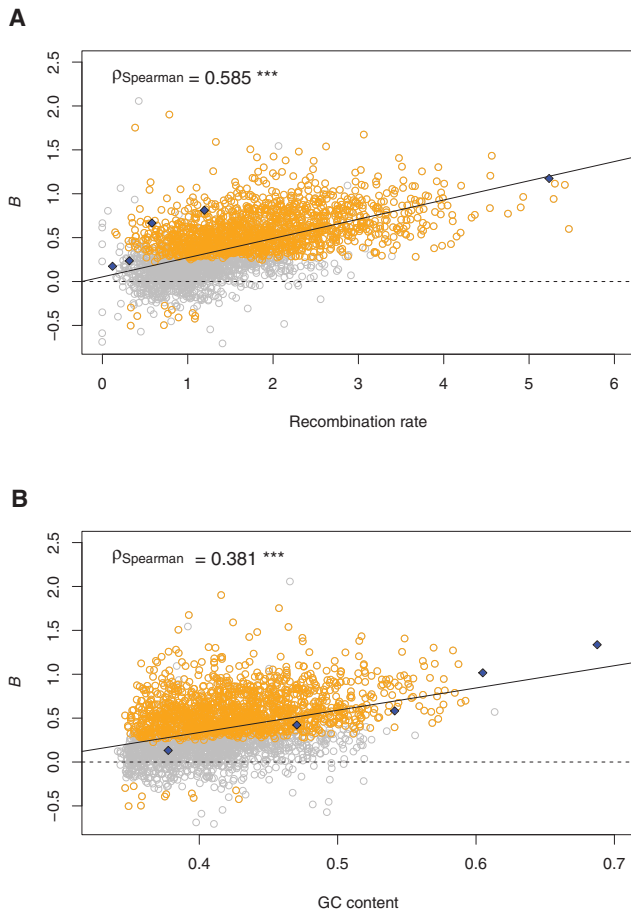 A
ρSpearman = 0.585 ***
2.5
2.0
1.5
1.0
0.5
0.0
−0.5
B
0 1 2 3 4 5 6
Recombination rate
B
ρSpearman = 0.381 ***
2.5
2.0
1.5
1.0
0.5
0.0
−0.5
B
0.4 0.5 0.6 0.7
GC content